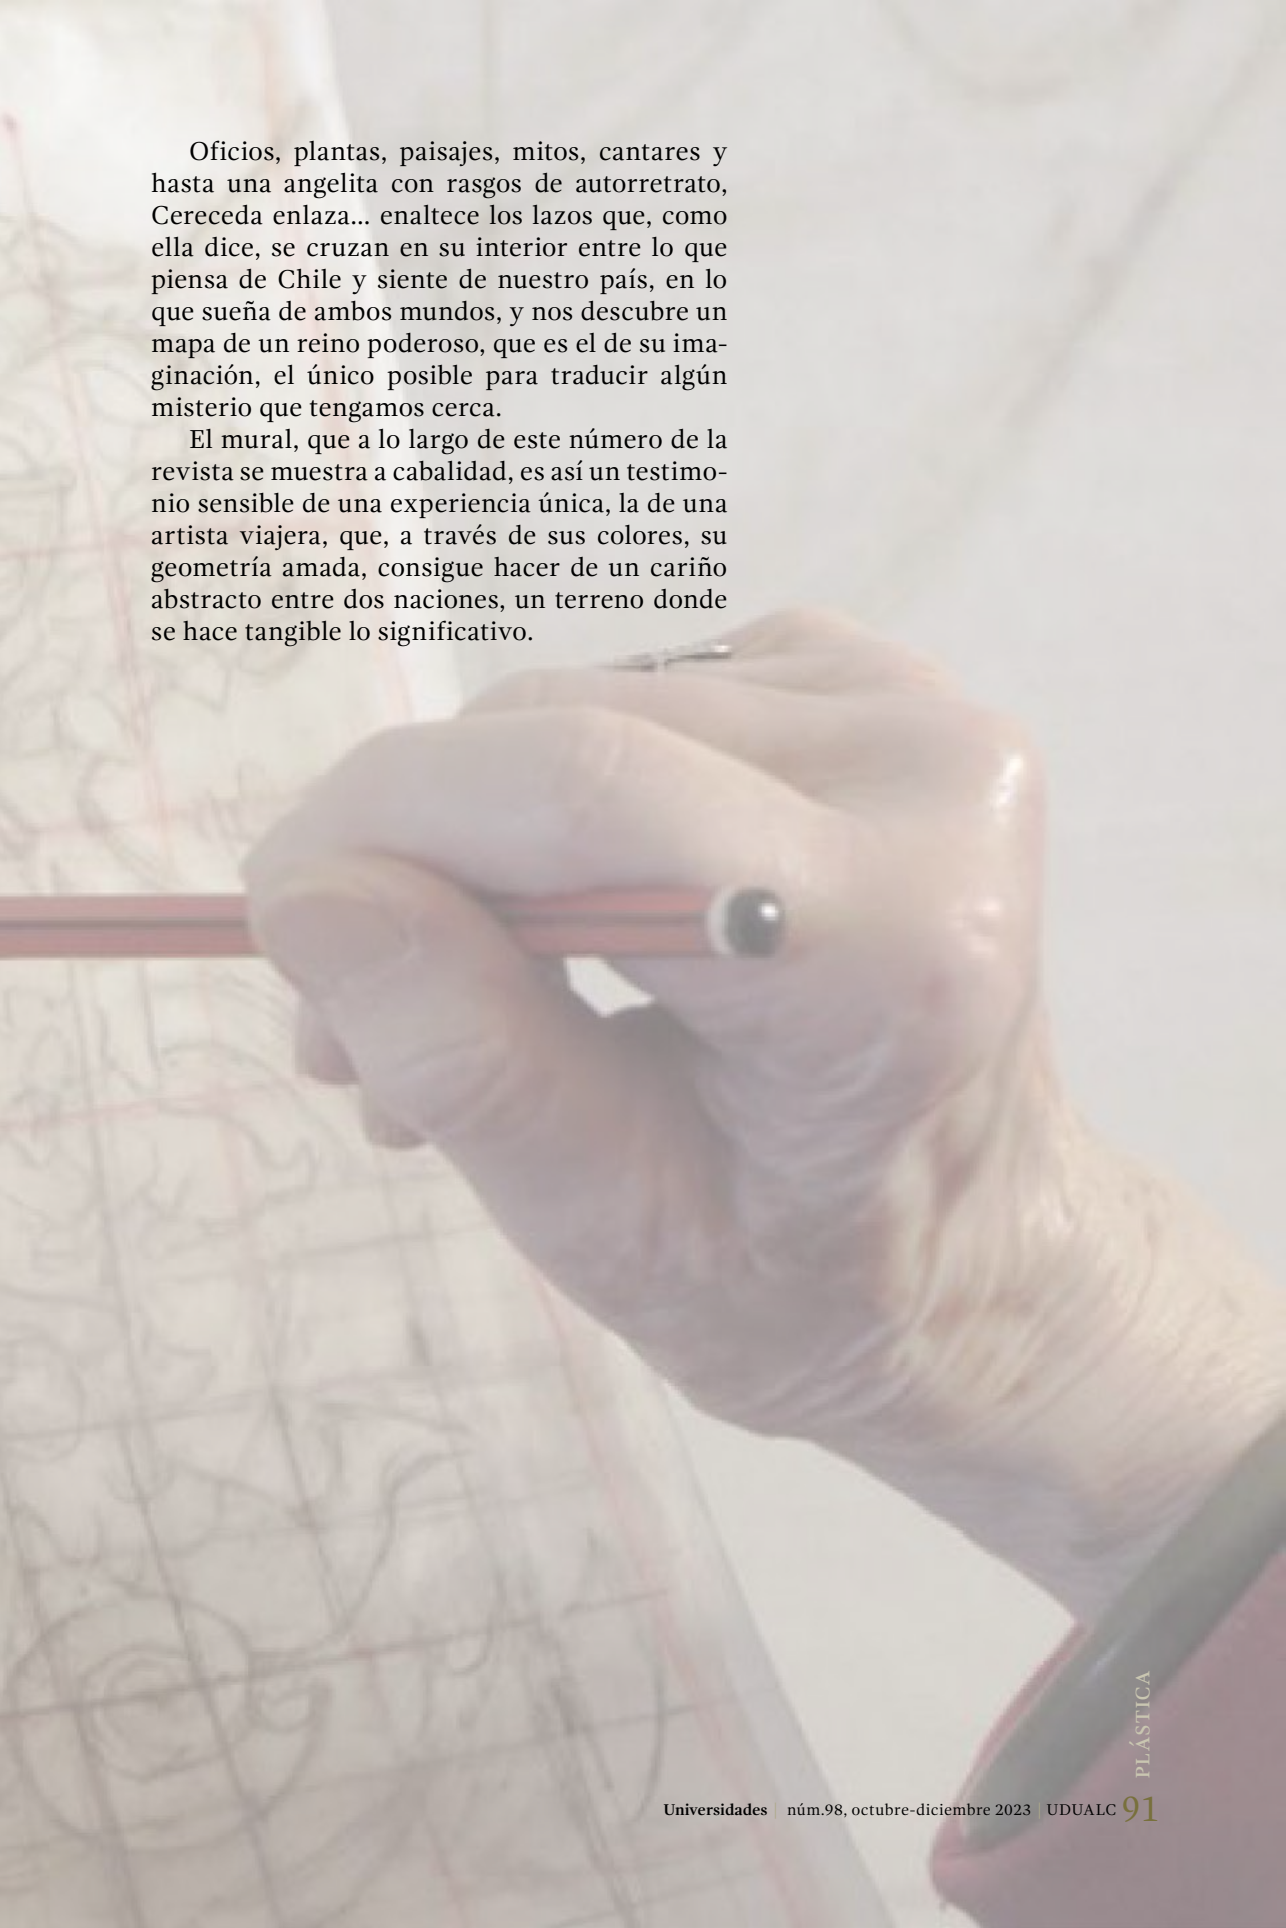 Oficios, plantas, paisajes, mitos, cantares y
hasta una angelita con rasgos de autorretrato,
Cereceda enlaza... enaltece los lazos que, como
ella dice, se cruzan en su interior entre lo que
piensa de Chile y siente de nuestro país, en lo
que sueña de ambos mundos, y nos descubre un
mapa de un reino poderoso, que es el de su ima-
ginación, el único posible para traducir algún
misterio que tengamos cerca.
El mural, que a lo largo de este número de la
revista se muestra a cabalidad, es así un testimo-
nio sensible de una experiencia única, la de una
artista viajera, que, a través de sus colores, su
geometría amada, consigue hacer de un cariño
abstracto entre dos naciones, un terreno donde
se hace tangible lo significativo.
PLÁSTICA
Universidades | núm.98, octubre-diciembre 2023 | UDUALC 91